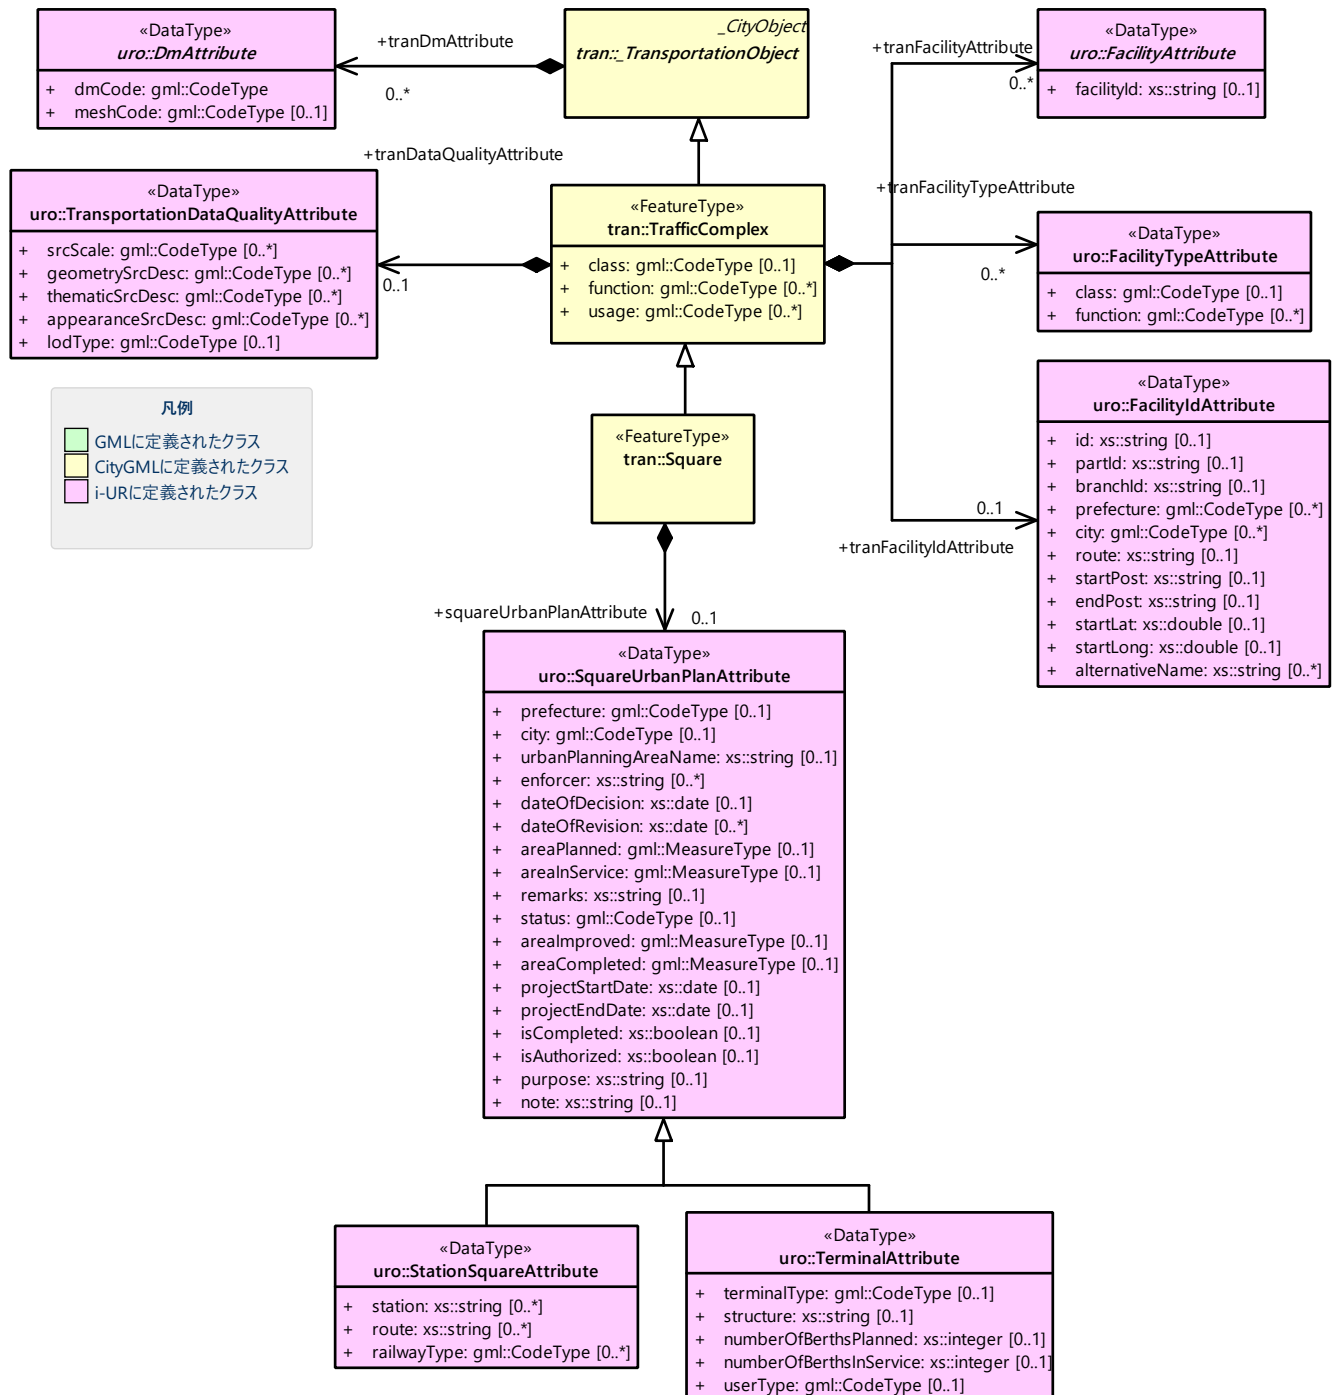 «DataType»
uro::DmAttribute
+ dmCode: gml::CodeType
+ meshCode: gml::CodeType [0..1]
+tranDmAttribute
0..*
_CityObject
tran::_TransportationObject
+tranFacilityAttribute
0..*
«DataType»
uro::FacilityAttribute
+ facilityId: xs::string [0..1]
+tranDataQualityAttribute
0..1
«DataType»
uro::TransportationDataQualityAttribute
+ srcScale: gml::CodeType [0..*]
+ geometrySrcDesc: gml::CodeType [0..*]
+ thematicSrcDesc: gml::CodeType [0..*]
+ appearanceSrcDesc: gml::CodeType [0..*]
+ lodType: gml::CodeType [0..1]
«FeatureType»
tran::TrafficComplex
+ class: gml::CodeType [0..1]
+ function: gml::CodeType [0..*]
+ usage: gml::CodeType [0..*]
+tranFacilityTypeAttribute
0..*
«DataType»
uro::FacilityTypeAttribute
+ class: gml::CodeType [0..1]
+ function: gml::CodeType [0..*]
凡例
GMLに定義されたクラス
CityGMLに定義されたクラス
i-URに定義されたクラス
«FeatureType»
tran::Square
«DataType»
uro::FacilityIdAttribute
+ id: xs::string [0..1]
+ partId: xs::string [0..1]
+ branchId: xs::string [0..1]
+ prefecture: gml::CodeType [0..*]
+ city: gml::CodeType [0..*]
+ route: xs::string [0..1]
+ startPost: xs::string [0..1]
+ endPost: xs::string [0..1]
+ startLat: xs::double [0..1]
+ startLong: xs::double [0..1]
+ alternativeName: xs::string [0..*]
0..1
+tranFacilityIdAttribute
+squareUrbanPlanAttribute
0..1
«DataType»
uro::SquareUrbanPlanAttribute
+ prefecture: gml::CodeType [0..1]
+ city: gml::CodeType [0..1]
+ urbanPlanningAreaName: xs::string [0..1]
+ enforcer: xs::string [0..*]
+ dateOfDecision: xs::date [0..1]
+ dateOfRevision: xs::date [0..*]
+ areaPlanned: gml::MeasureType [0..1]
+ areaInService: gml::MeasureType [0..1]
+ remarks: xs::string [0..1]
+ status: gml::CodeType [0..1]
+ areaImproved: gml::MeasureType [0..1]
+ areaCompleted: gml::MeasureType [0..1]
+ projectStartDate: xs::date [0..1]
+ projectEndDate: xs::date [0..1]
+ isCompleted: xs::boolean [0..1]
+ isAuthorized: xs::boolean [0..1]
+ purpose: xs::string [0..1]
+ note: xs::string [0..1]
«DataType»
uro::StationSquareAttribute
+ station: xs::string [0..*]
+ route: xs::string [0..*]
+ railwayType: gml::CodeType [0..*]
«DataType»
uro::TerminalAttribute
+ terminalType: gml::CodeType [0..1]
+ structure: xs::string [0..1]
+ numberOfBerthsPlanned: xs::integer [0..1]
+ numberOfBerthsInService: xs::integer [0..1]
+ userType: gml::CodeType [0..1]